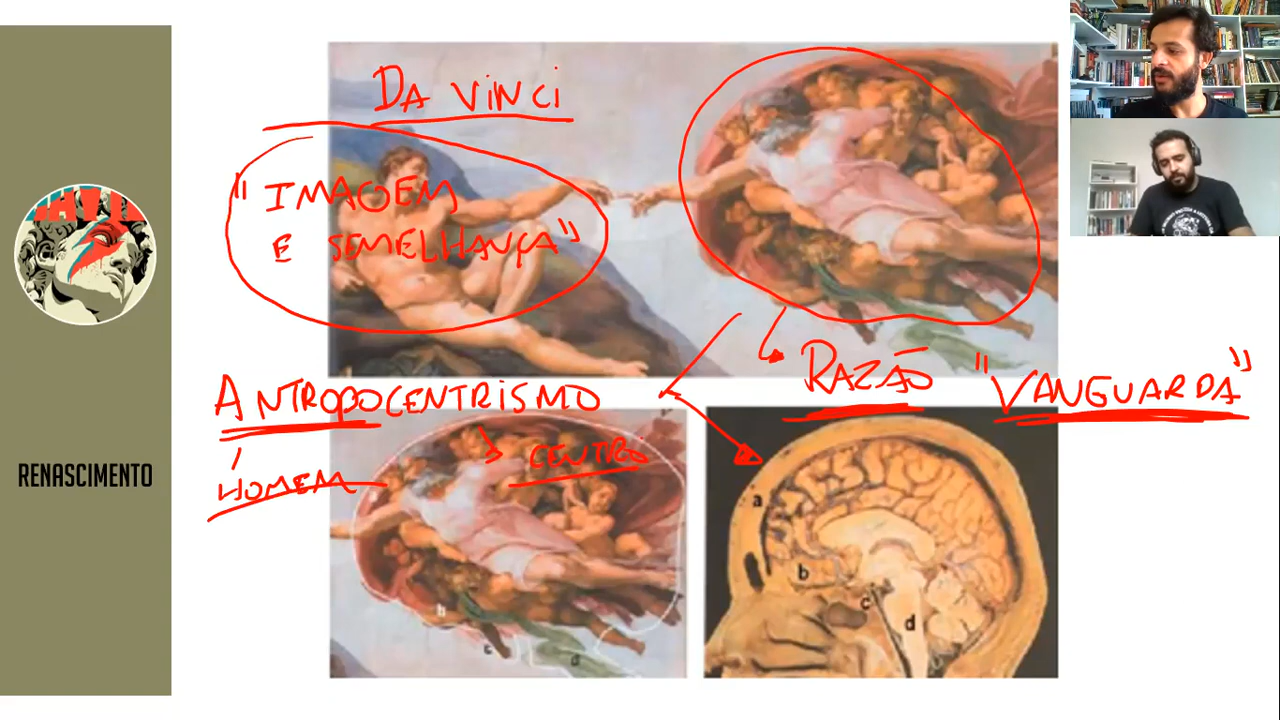 DA VINCI
"IMAGEM
E SEMELHANÇA"
RAZÃO "VANGUARDA"
ANTROPOCENTRISMO
CENTRO
HOMEM
RENASCIMENTO
a
b
c
d
b
c
d